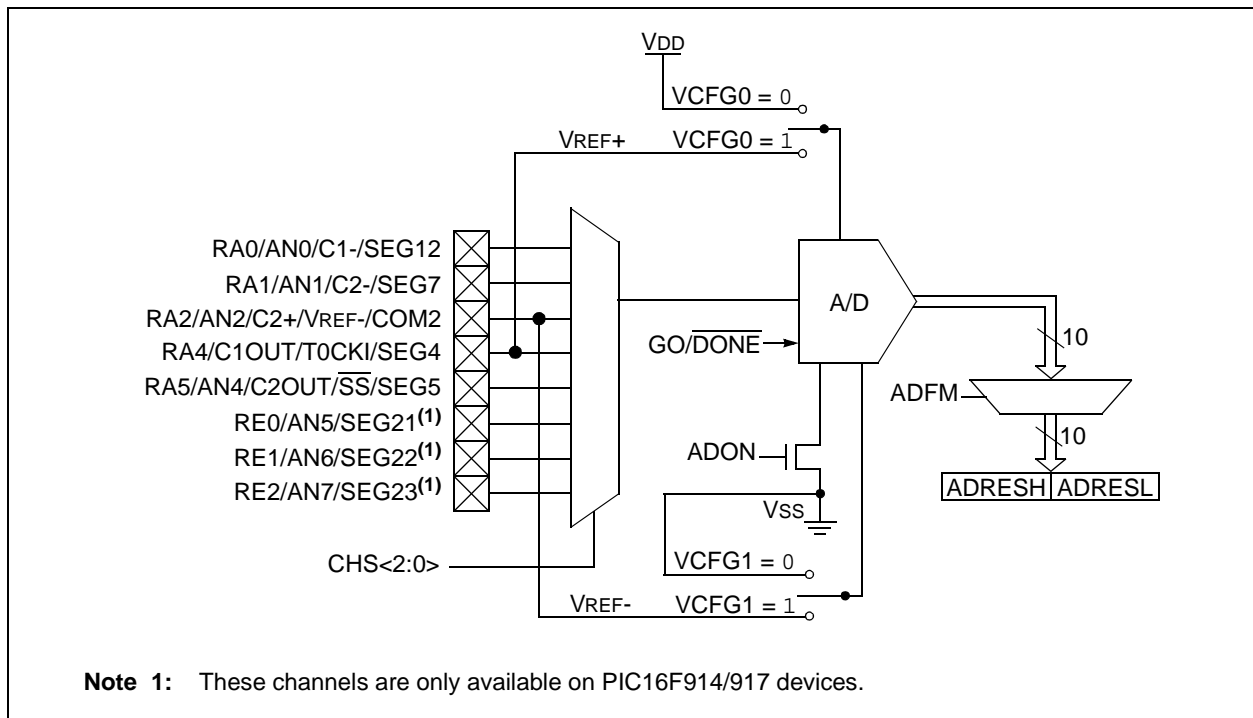 VDD
VCFG0 = 0
VREF+ VCFG0 = 1
RA0/AN0/C1-/SEG12
RA1/AN1/C2-/SEG7
RA2/AN2/C2+/VREF-/COM2
RA4/C1OUT/T0CKI/SEG4
RA5/AN4/C2OUT/SS/SEG5
RE0/AN5/SEG21(1)
RE1/AN6/SEG22(1)
RE2/AN7/SEG23(1)
CHS<2:0>
A/D
GO/DONE
10
ADFM
10
ADON
ADRESH ADRESL
VSS
VCFG1 = 0
VREF- VCFG1 = 1
Note 1: These channels are only available on PIC16F914/917 devices.